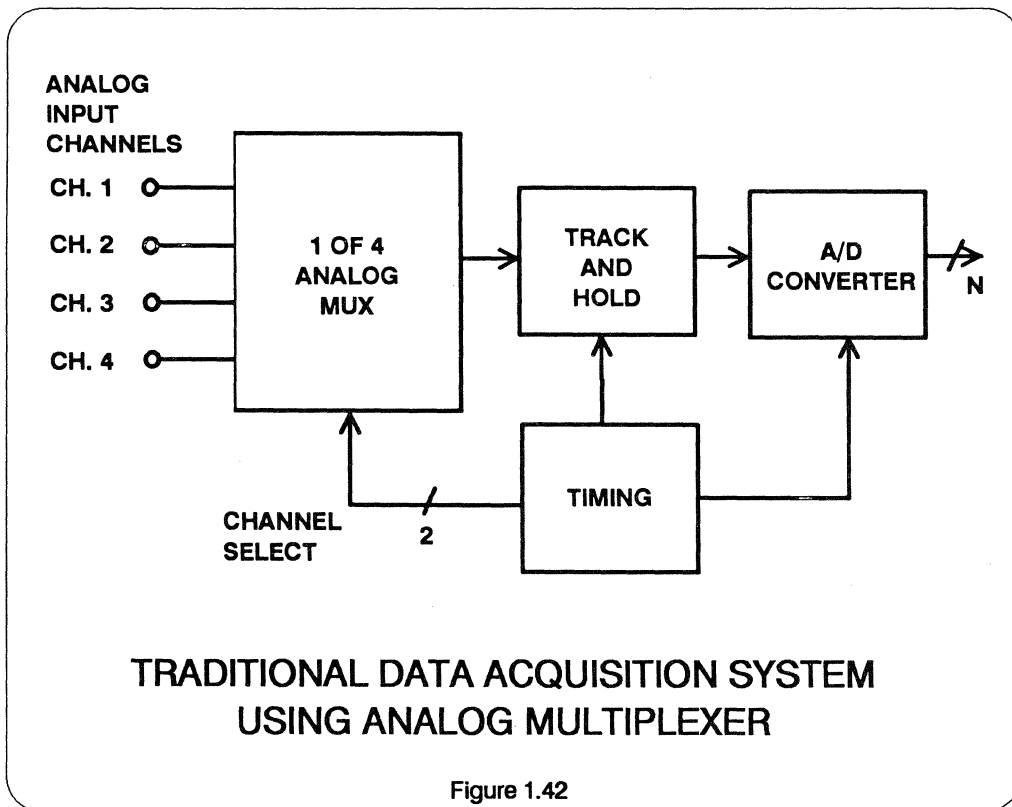 ANALOG
INPUT
CHANNELS
CH. 1
CH. 2
CH. 3
CH. 4
1 OF 4
ANALOG
MUX
TRACK
AND
HOLD
A/D
CONVERTER
N
TIMING
CHANNEL
SELECT
2
TRADITIONAL DATA ACQUISITION SYSTEM
USING ANALOG MULTIPLEXER
Figure 1.42